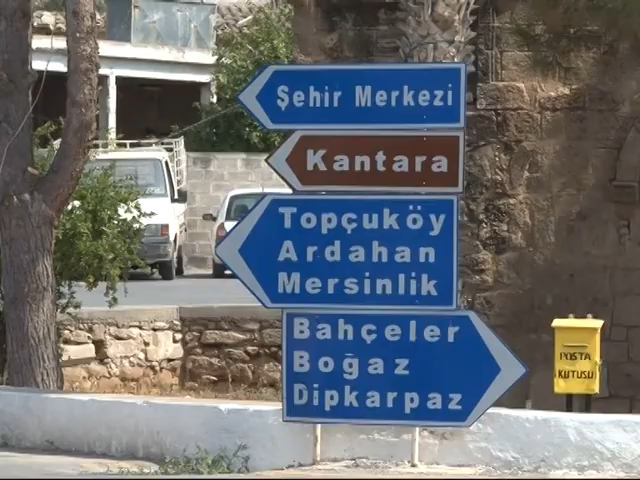 Şehir Merkezi
Kantara
Topçuköy
Ardahan
Mersinlik
Bahçeler
Boğaz
Dipkarpaz
POSTA
KUTUSU